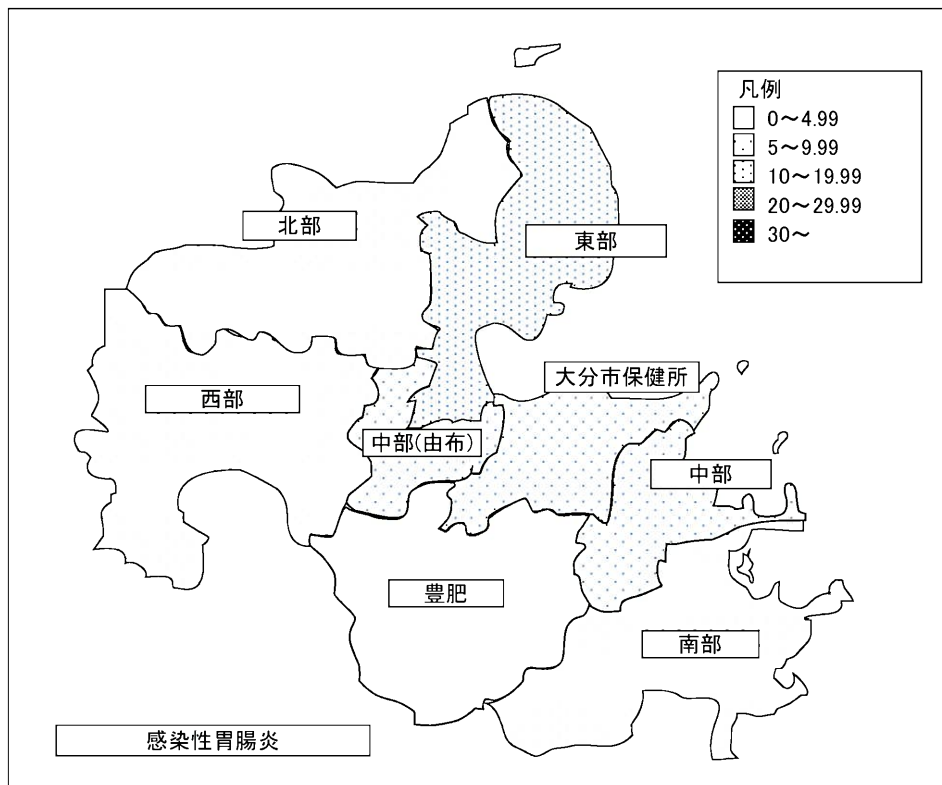 凡例
0～4.99
5～9.99
10～19.99
20～29.99
30～
北部
東部
大分市保健所
西部
中部(由布)
中部
豊肥
南部
感染性胃腸炎